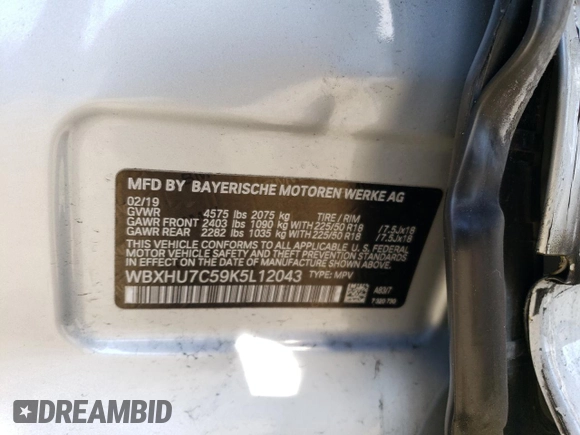 MFD BY BAYERISCHE MOTOREN WERKE AG
02/19
GVWR 4575 lbs 2075 kg TIRE / RIM
GAWR FRONT 2403 lbs 1090 kg WITH 225/50 R18 /7.5Jx18
GAWR REAR 2282 lbs 1035 kg WITH 225/50 R18 /7.5Jx18
THIS VEHICLE CONFORMS TO ALL APPLICABLE U.S. FEDERAL
MOTOR VEHICLE SAFETY, BUMPER AND THEFT PREVENTION
STANDARDS IN EFFECT ON THE DATE OF MANUFACTURE SHOWN ABOVE.
WBXHU7C59K5L12043 TYPE: MPV
A83/7
DREAMBID